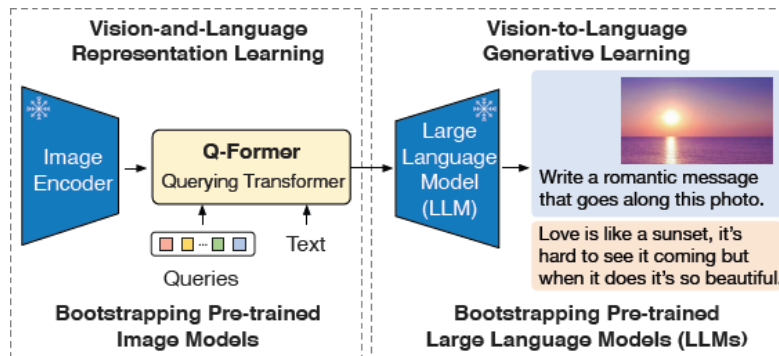 Vision-and-Language
Representation Learning
Image
Encoder
Q-Former
Querying Transformer
...
Queries
Text
Bootstrapping Pre-trained
Image Models
Vision-to-Language
Generative Learning
Large
Language
Model
(LLM)
Write a romantic message
that goes along this photo.
Love is like a sunset, it's
hard to see it coming but
when it does it's so beautiful.
Bootstrapping Pre-trained
Large Language Models (LLMs)